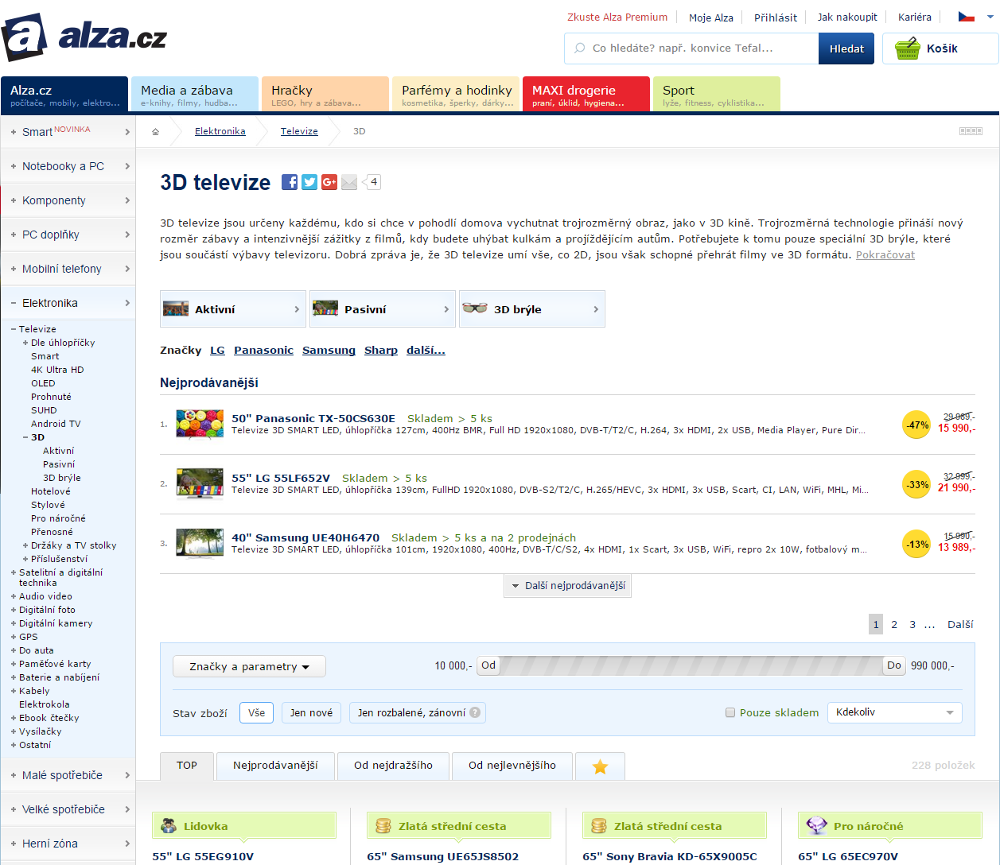 Zkuste Alza Premium
Moje Alza
Přihlásit
Jak nakoupit
Kariéra
alza.cz
Co hledáte? např. konvice Tefal...
Hledat
Košík
Alza.cz
počítače, mobily, elektro...
Media a zábava
e-knihy, filmy, hudba...
Hračky
LEGO, hry a zábava...
Parfémy a hodinky
kosmetika, šperky, dárky...
MAXI drogerie
praní, úklid, hygiena...
Sport
lyže, fitness, cyklistika...
Smart NOVINKA
Notebooky a PC
Komponenty
PC doplňky
Mobilní telefony
Elektronika
Televize
Dle úhlopříčky
Smart
4K Ultra HD
OLED
Prohnuté
SUHD
Android TV
3D
Aktivní
Pasivní
3D brýle
Hotelové
Stylové
Pro náročné
Přenosné
Držáky a TV stolky
Příslušenství
Satelitní a digitální
technika
Audio video
Digitální foto
Digitální kamery
GPS
Do auta
Paměťové karty
Baterie a nabíjení
Kabely
Elektrokola
Ebook čtečky
Vysílačky
Ostatní
Malé spotřebiče
Velké spotřebiče
Herní zóna
Elektronika
Televize
3D
3D televize
4
3D televize jsou určeny každému, kdo si chce v pohodlí domova vychutnat trojrozměrný obraz, jako v 3D kině. Trojrozměrná technologie přináší nový
rozměr zábavy a intenzivnější zážitky z filmů, kdy budete uhýbat kulkám a projíždějícím autům. Potřebujete k tomu pouze speciální 3D brýle, které
jsou součástí výbavy televizoru. Dobrá zpráva je, že 3D televize umí vše, co 2D, jsou však schopné přehrát filmy ve 3D formátu. Pokračovat
Aktivní
Pasivní
3D brýle
Značky LG Panasonic Samsung Sharp další...
Nejprodávanější
1.
50" Panasonic TX-50CS630E Skladem > 5 ks
Televize 3D SMART LED, úhlopříčka 127cm, 400Hz BMR, Full HD 1920x1080, DVB-T/T2/C, H.264, 3x HDMI, 2x USB, Media Player, Pure Dir...
-47%
29 989,-
15 990,-
2.
55" LG 55LF652V Skladem > 5 ks
Televize 3D SMART LED, úhlopříčka 139cm, FullHD 1920x1080, DVB-S2/T2/C, H.265/HEVC, 3x HDMI, 3x USB, Scart, CI, LAN, WiFi, MHL, Mi...
-33%
32 999,-
21 990,-
3.
40" Samsung UE40H6470 Skladem > 5 ks a na 2 prodejnách
Televize 3D SMART LED, úhlopříčka 101cm, 1920x1080, 400Hz, DVB-T/C/S2, 4x HDMI, 1x Scart, 3x USB, WiFi, repro 2x 10W, fotbalový m...
-13%
15 990,-
13 989,-
Další nejprodávanější
1 2 3 ... Další
Značky a parametry
10 000,-
Od
Do
990 000,-
Stav zboží
Vše
Jen nové
Jen rozbalené, zánovní ?
Pouze skladem
Kdekoliv
TOP
Nejprodávanější
Od nejdražšího
Od nejlevnějšího
228 položek
Lidovka
Zlatá střední cesta
Zlatá střední cesta
Pro náročné
55" LG 55EG910V
65" Samsung UE65JS8502
65" Sony Bravia KD-65X9005C
65" LG 65EC970V